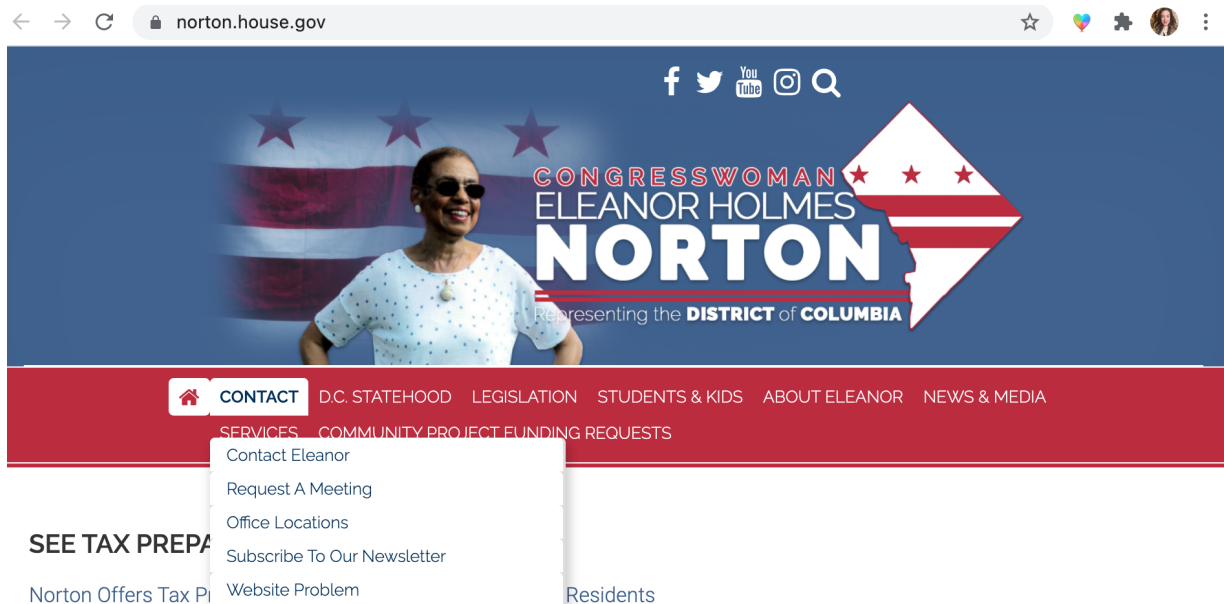 norton.house.gov
You
Tube
CONGRESSWOMAN
ELEANOR HOLMES
NORTON
Representing the DISTRICT of COLUMBIA
CONTACT D.C. STATEHOOD LEGISLATION STUDENTS & KIDS ABOUT ELEANOR NEWS & MEDIA
SERVICES COMMUNITY PROJECT FUNDING REQUESTS
Contact Eleanor
Request A Meeting
Office Locations
SEE TAX
Subscribe To Our Newsletter
Website Problem
Norton Offers Tax Residents